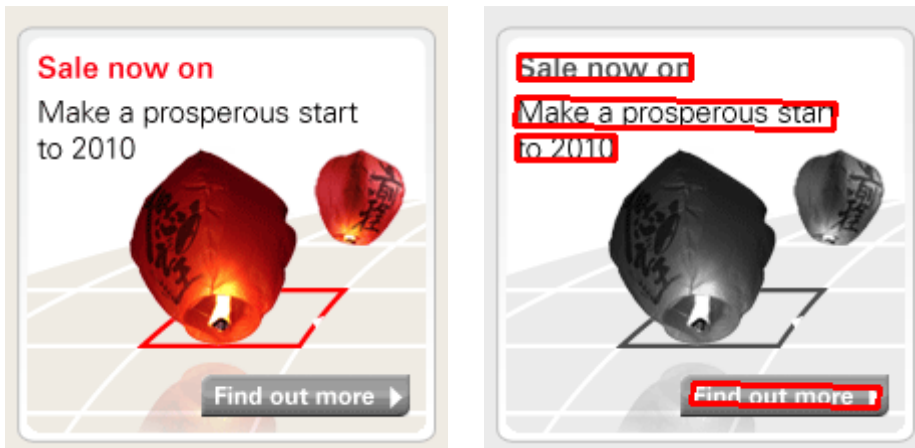 Sale now on
Make a prosperous start
to 2010
Find out more
Sale now on
Make a prosperous start
to 2010
Find out more